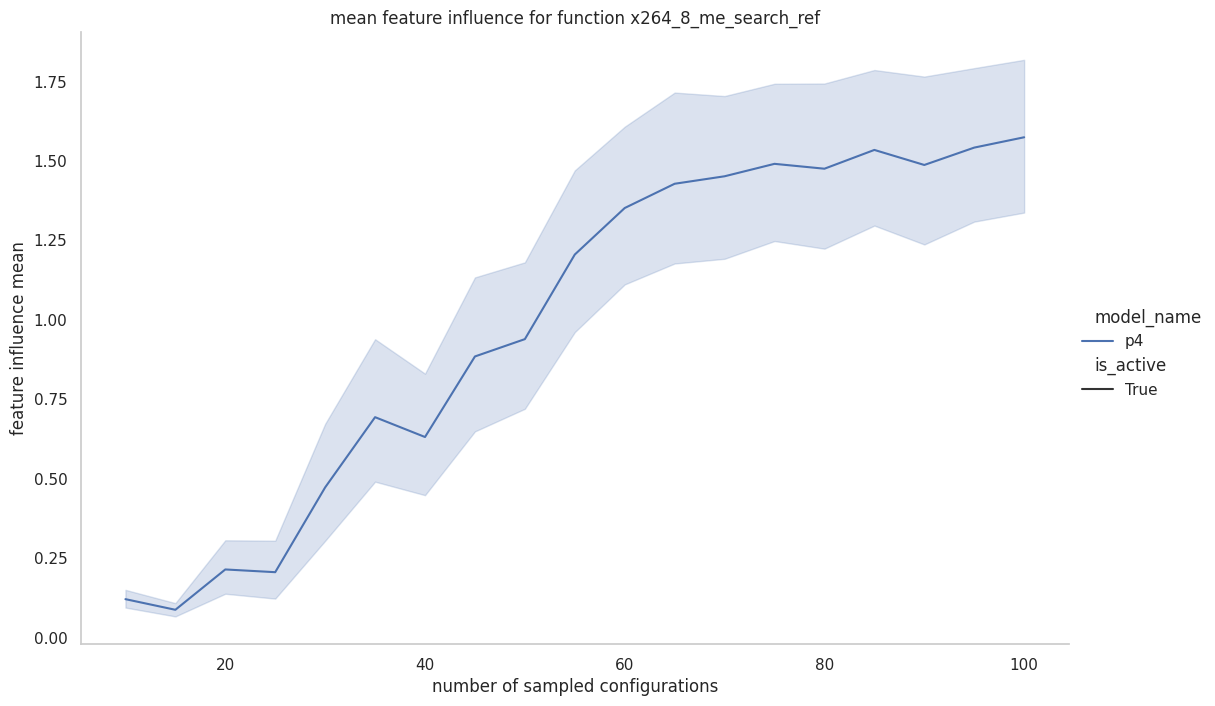 mean feature influence for function x264_8_me_search_ref
1.75
1.50
1.25
1.00
0.75
0.50
0.25
0.00
feature influence mean
20 40 60 80 100
number of sampled configurations
model_name
p4
is_active
True